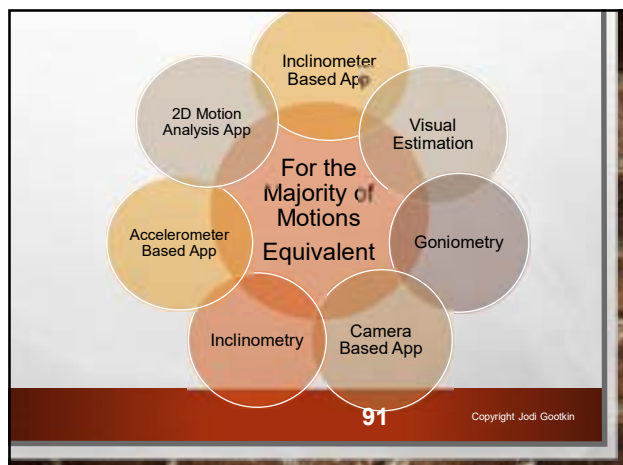 Inclinometer
Based App
2D Motion
Analysis App
Visual
Estimation
For the
Majority of
Motions
Equivalent
Accelerometer
Based App
Goniometry
Inclinometry
Camera
Based App
91
Copyright Jodi Gootkin